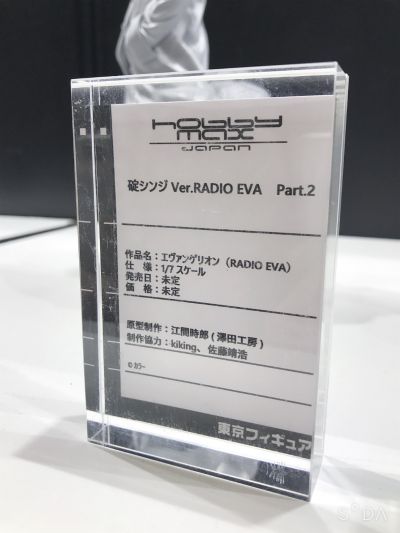 hobby
max
JAPAN
碇シンジ Ver.RADIO EVA Part.2
作品名：エヴァンゲリオン（RADIO EVA）
仕　様：1/7 スケール
発売日：未定
価　格：未定
原型制作：江間時郎 ( 澤田工房 )
制作協力：kiking、佐藤靖浩
©カラー
東京フィギュア
SODA